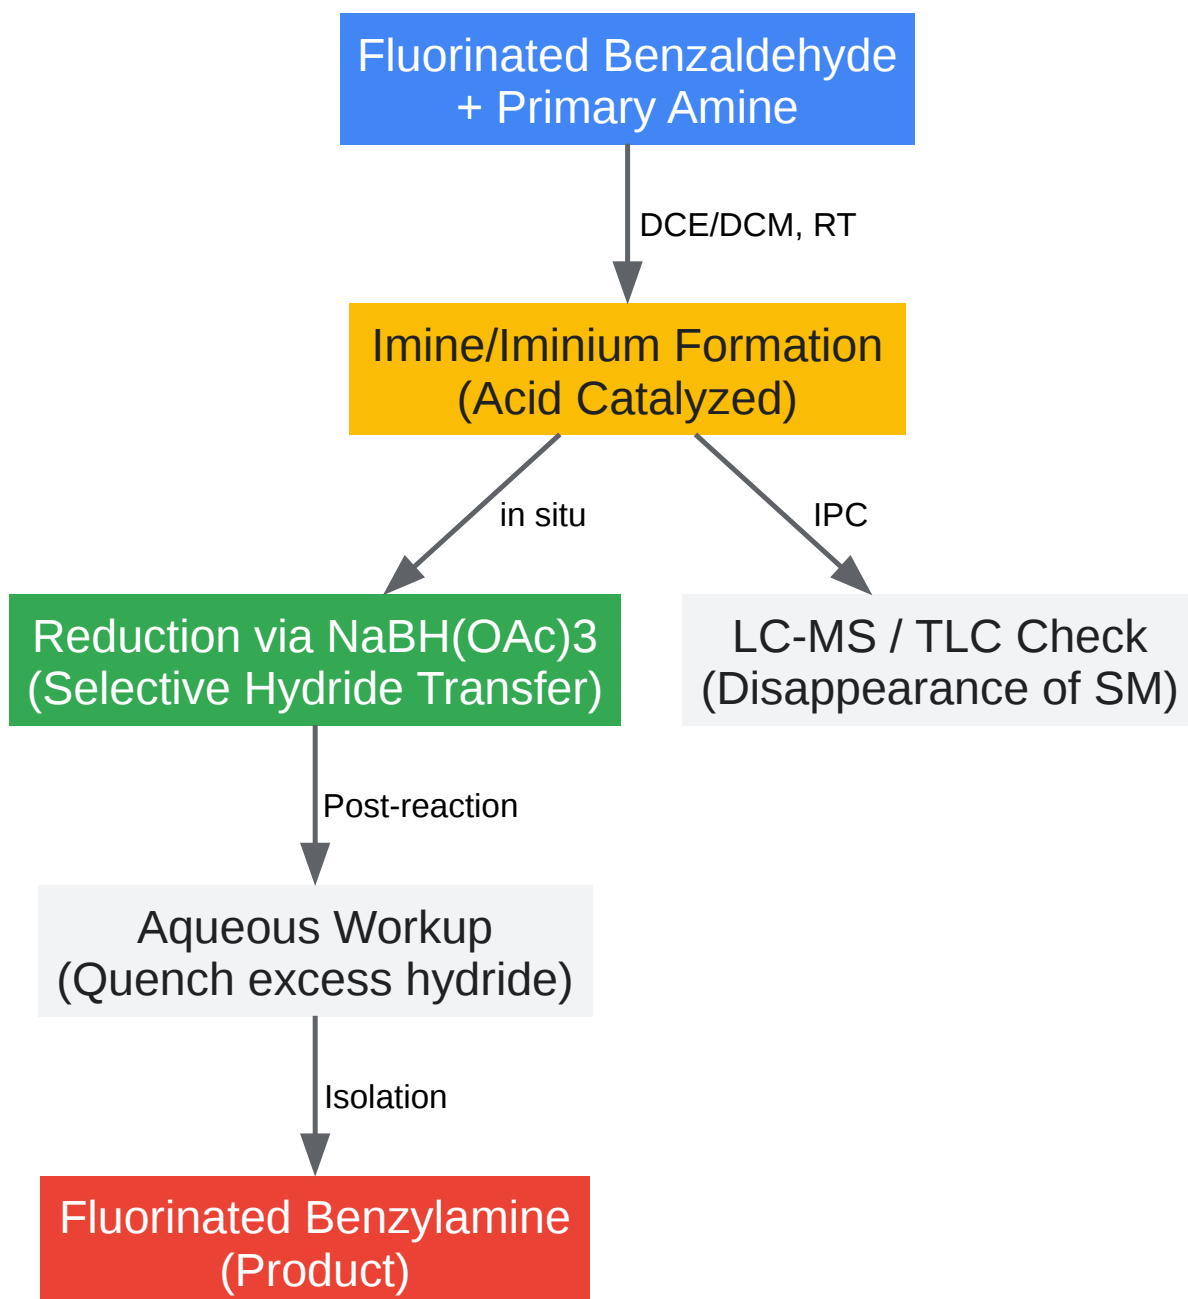 Fluorinated Benzaldehyde
+ Primary Amine
DCE/DCM, RT
Imine/Iminium Formation
(Acid Catalyzed)
in situ
IPC
Reduction via NaBH(OAc)3
(Selective Hydride Transfer)
LC-MS / TLC Check
(Disappearance of SM)
Post-reaction
Aqueous Workup
(Quench excess hydride)
Isolation
Fluorinated Benzylamine
(Product)